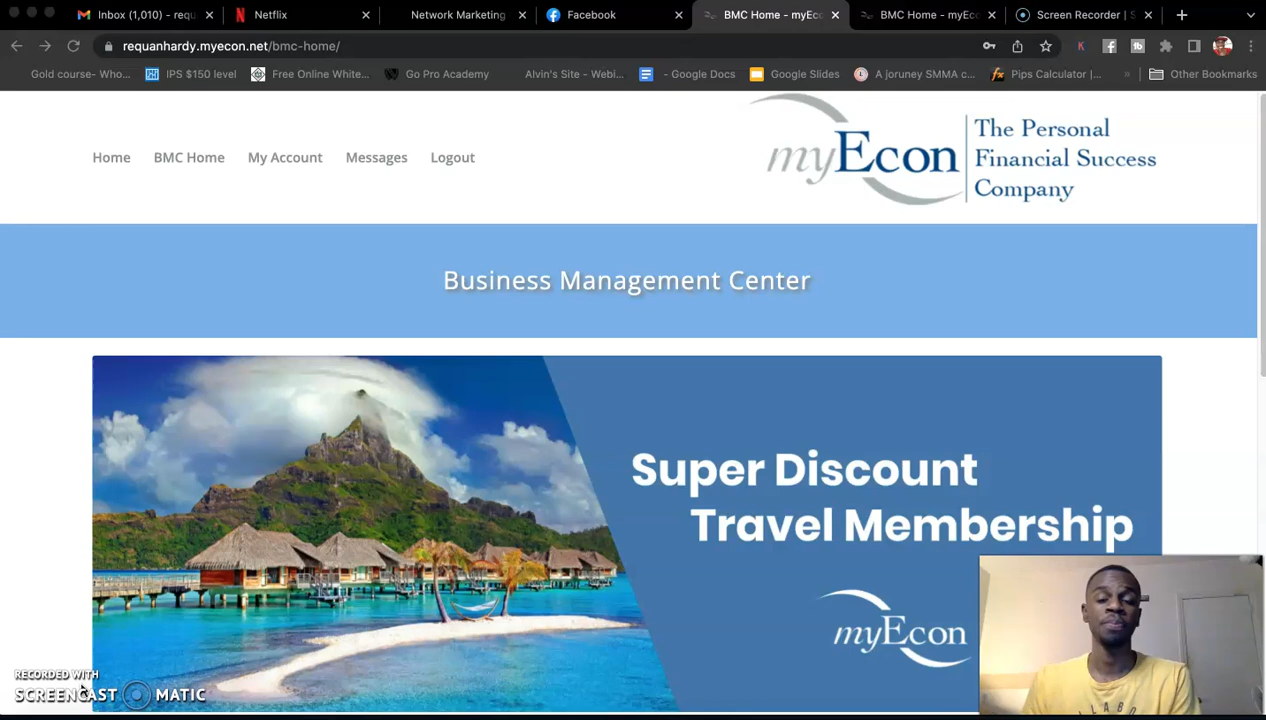 Inbox (1,010) - requ
Netflix
Network Marketing
Facebook
BMC Home - myEco
BMC Home - myEco
Screen Recorder | S
requanhardy.myecon.net/bmc-home/
Gold course- Who...
IPS $150 level
Free Online White...
Go Pro Academy
Alvin's Site - Webi...
- Google Docs
Google Slides
A joruney SMMA c...
Pips Calculator |...
»
Other Bookmarks
Home
BMC Home
My Account
Messages
Logout
myEcon
The Personal
Financial Success
Company
Business Management Center
Super Discount
Travel Membership
myEcon
RECORDED WITH
SCREENCAST MATIC